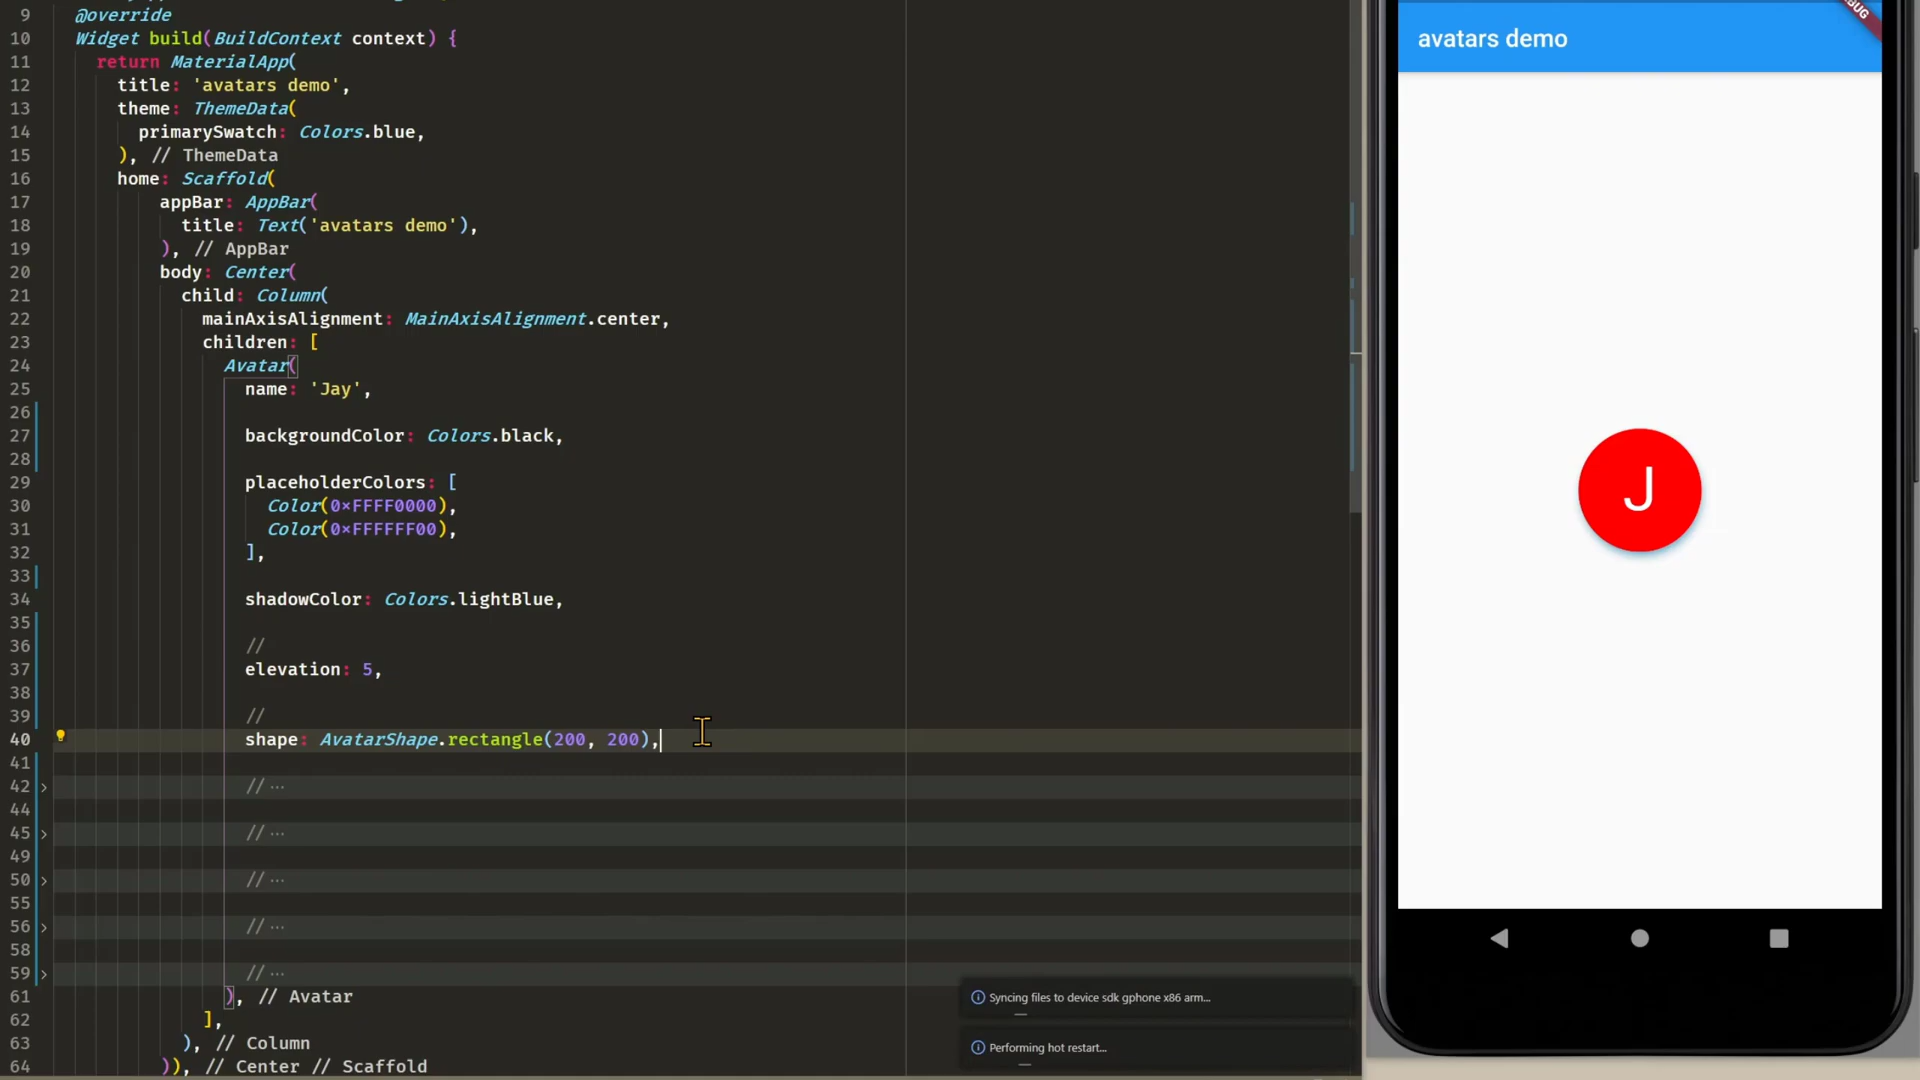 9 @override
10 Widget build(BuildContext context) {
11 return MaterialApp(
12 title: 'avatars demo',
13 theme: ThemeData(
14 primarySwatch: Colors.blue,
15 ), // ThemeData
16 home: Scaffold(
17 appBar: AppBar(
18 title: Text('avatars demo'),
19 ), // AppBar
20 body: Center(
21 child: Column(
22 mainAxisAlignment: MainAxisAlignment.center,
23 children: [
24 Avatar(
25 name: 'Jay',
26
27 backgroundColor: Colors.black,
28
29 placeholderColors: [
30 Color(0×FFFF0000),
31 Color(0×FFFFFF00),
32 ],
33
34 shadowColor: Colors.lightBlue,
35
36 //
37 elevation: 5,
38
39 //
40 shape: AvatarShape.rectangle(200, 200),
41
42 // ···
44
45 // ···
49
50 // ···
55
56 // ···
58
59 // ···
61 ), // Avatar
62 ],
63 ), // Column
64 )), // Center // Scaffold
Syncing files to device sdk gphone x86 arm...
Performing hot restart...
avatars demo
BUG
J